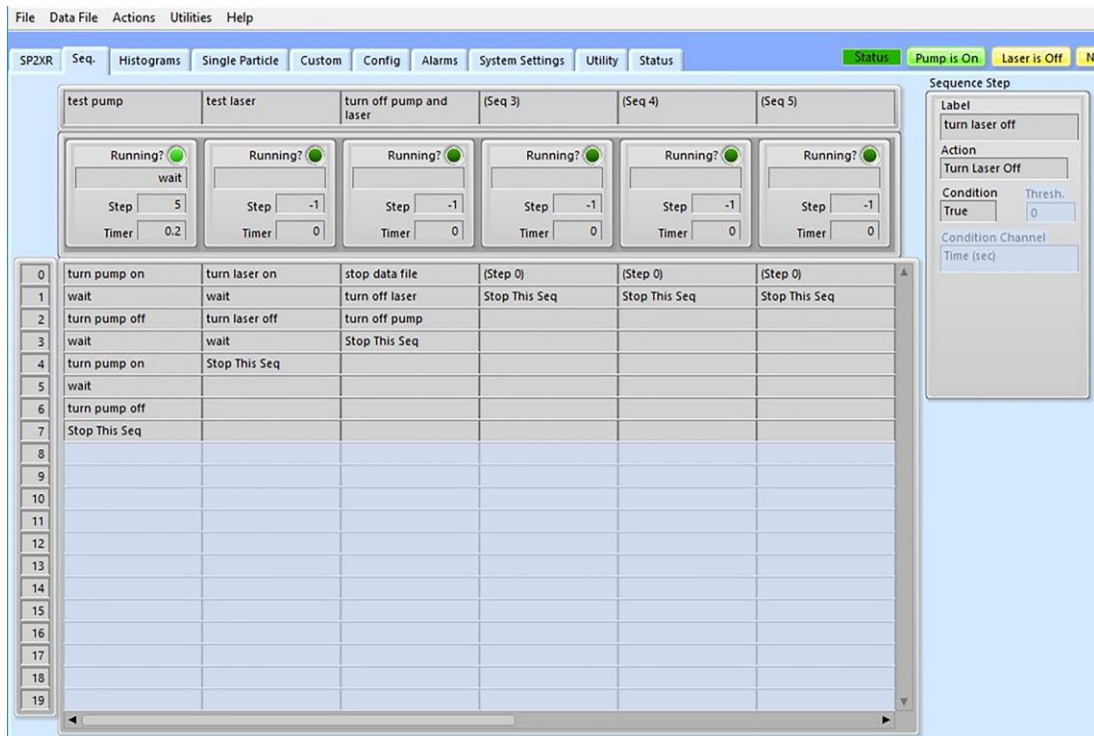 File Data File Actions Utilities Help
SP2XR Seq. Histograms Single Particle Custom Config Alarms System Settings Utility Status
Status Pump is On Laser is Off N
test pump test laser turn off pump and (Seq 3) (Seq 4) (Seq 5)
laser
Running? Running? Running? Running? Running? Running?
wait
Step 5 Step -1 Step -1 Step -1 Step -1 Step -1
Timer 0.2 Timer 0 Timer 0 Timer 0 Timer 0 Timer 0
0 turn pump on turn laser on stop data file (Step 0) (Step 0) (Step 0)
1 wait wait turn off laser Stop This Seq Stop This Seq Stop This Seq
2 turn pump off turn laser off turn off pump
3 wait wait Stop This Seq
4 turn pump on Stop This Seq
5 wait
6 turn pump off
7 Stop This Seq
8
9
10
11
12
13
14
15
16
17
18
19
Sequence Step
Label
turn laser off
Action
Turn Laser Off
Condition Thresh.
True 0
Condition Channel
Time (sec)